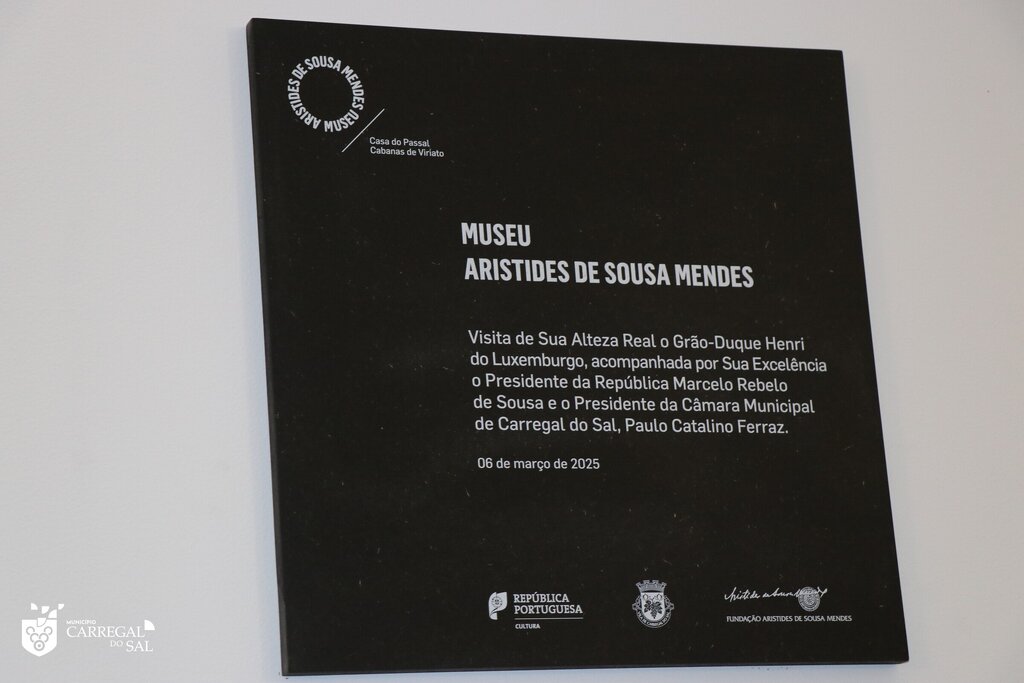 MUSEU ARISTIDES DE SOUSA MENDES
Casa do Passal
Cabanas de Viriato
MUSEU
ARISTIDES DE SOUSA MENDES
Visita de Sua Alteza Real o Grão-Duque Henri
do Luxemburgo, acompanhada por Sua Excelência
o Presidente da República Marcelo Rebelo
de Sousa e o Presidente da Câmara Municipal
de Carregal do Sal, Paulo Catalino Ferraz.
06 de março de 2025
REPÚBLICA
PORTUGUESA
CULTURA
FUNDAÇÃO ARISTIDES DE SOUSA MENDES
MUNICÍPIO
CARREGAL
DO SAL